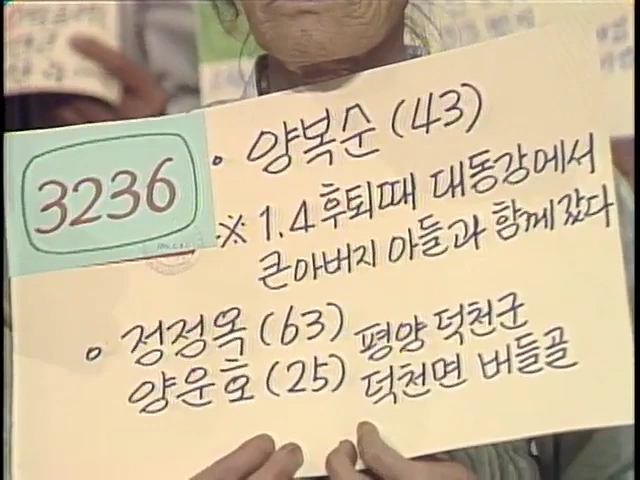 3236
• 양복순 (43)
※ 1.4 후퇴때 대동강에서
큰아버지 아들과 함께 갔다
○ 정정옥 (63) 평양 덕천군
양운호 (25) 덕천면 버들골